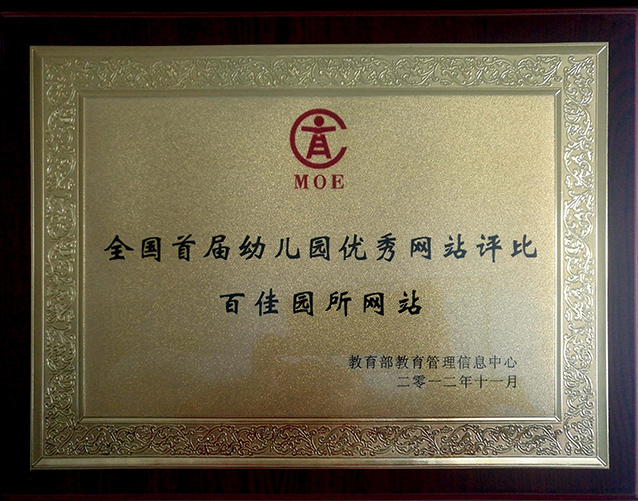 MOE
全国首届幼儿园优秀网站评比
百佳园所网站
教育部教育管理信息中心
二零一二年十一月